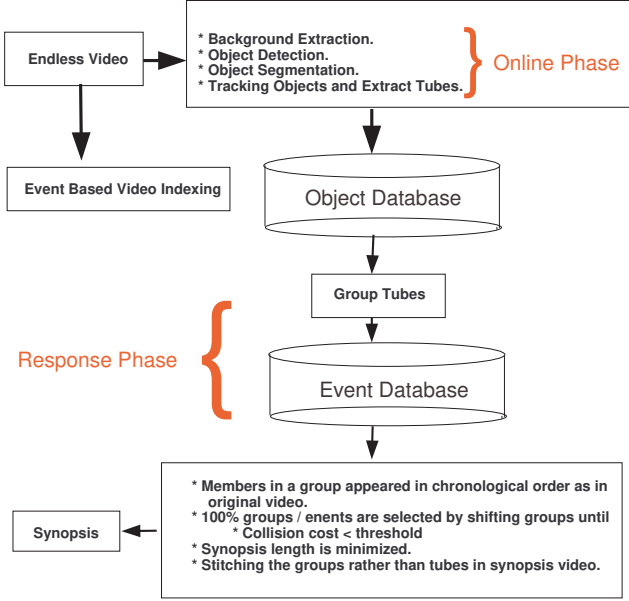 Endless Video
* Background Extraction.
* Object Detection.
* Object Segmentation.
* Tracking Objects and Extract Tubes.
Online Phase
Event Based Video Indexing
Object Database
Group Tubes
Response Phase
Event Database
* Members in a group appeared in chronological order as in
original video.
* 100% groups / enents are selected by shifting groups until
* Collision cost < threshold
* Synopsis length is minimized.
* Stitching the groups rather than tubes in synopsis video.
Synopsis